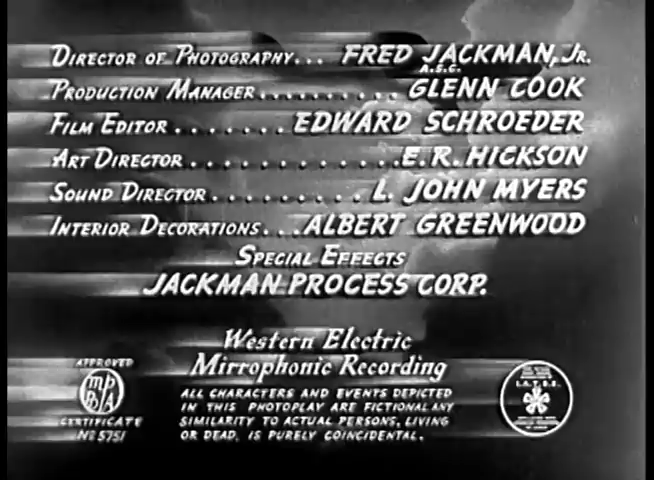 DIRECTOR OF PHOTOGRAPHY... FRED JACKMAN, JR.
A.S.C.
PRODUCTION MANAGER.......... GLENN COOK
FILM EDITOR....... EDWARD SCHROEDER
ART DIRECTOR............E.R. HICKSON
SOUND DIRECTOR......... L. JOHN MYERS
INTERIOR DECORATIONS...ALBERT GREENWOOD
SPECIAL EFFECTS
JACKMAN PROCESS CORP.
Western Electric
Mirrophonic Recording
APPROVED
MPPDA
CERTIFICATE
No 5751
ALL CHARACTERS AND EVENTS DEPICTED
IN THIS PHOTOPLAY ARE FICTIONAL ANY
SIMILARITY TO ACTUAL PERSONS, LIVING
OR DEAD, IS PURELY COINCIDENTAL.
I.A.T.S.E.